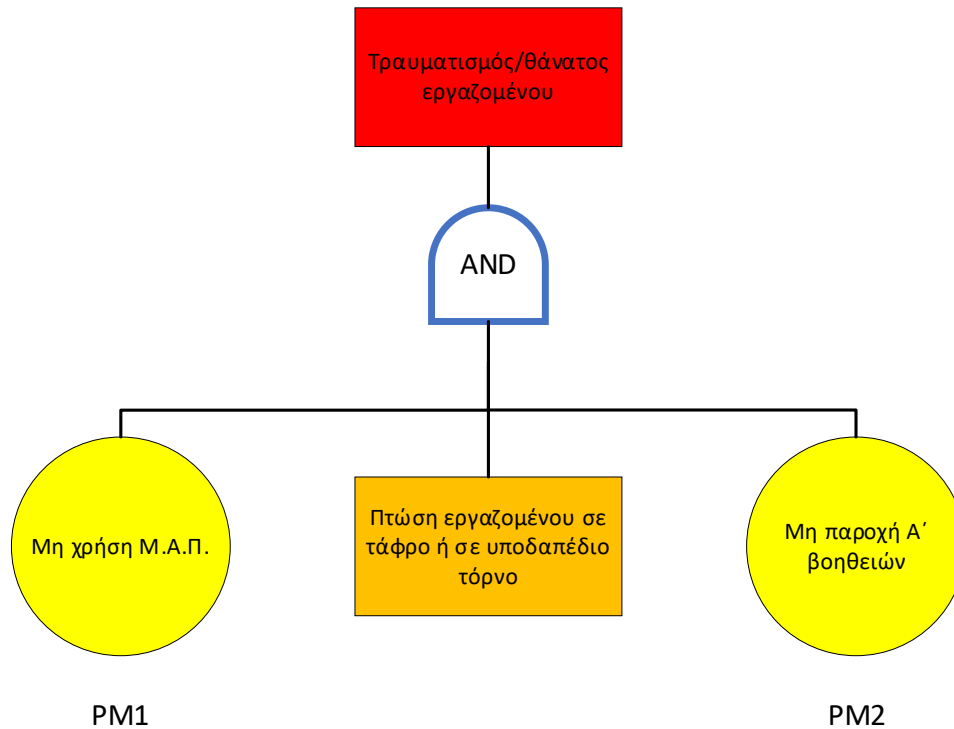 Τραυματισμός/θάνατος
εργαζομένου
AND
Μη χρήση Μ.Α.Π.
Πτώση εργαζομένου σε
τάφρο ή σε υποδαπέδιο
τόρνο
Μη παροχή Α΄
βοηθειών
PM1
PM2